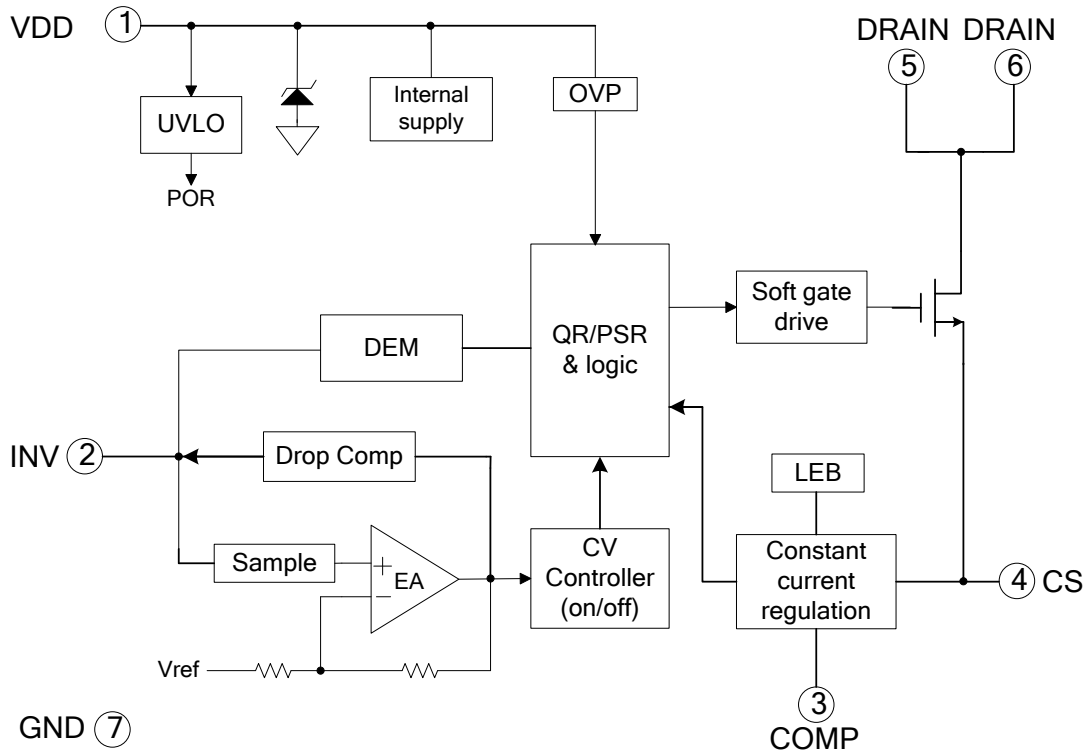 VDD 1
DRAIN DRAIN
5 6
UVLO
Internal
supply
OVP
POR
QR/PSR
& logic
Soft gate
drive
DEM
INV 2
Drop Comp
LEB
Sample
+
EA
−
CV
Controller
(on/off)
Constant
current
regulation
4 CS
Vref
3
COMP
GND 7